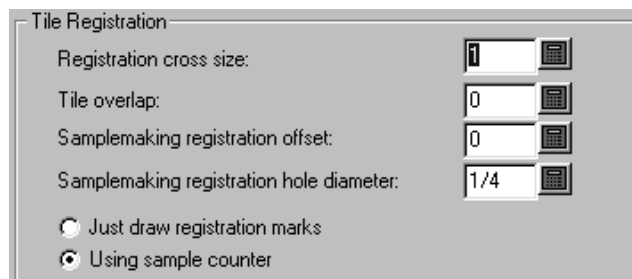 Tile Registration
Registration cross size: 1
Tile overlap: 0
Samplemaking registration offset: 0
Samplemaking registration hole diameter: 1/4
Just draw registration marks
Using sample counter